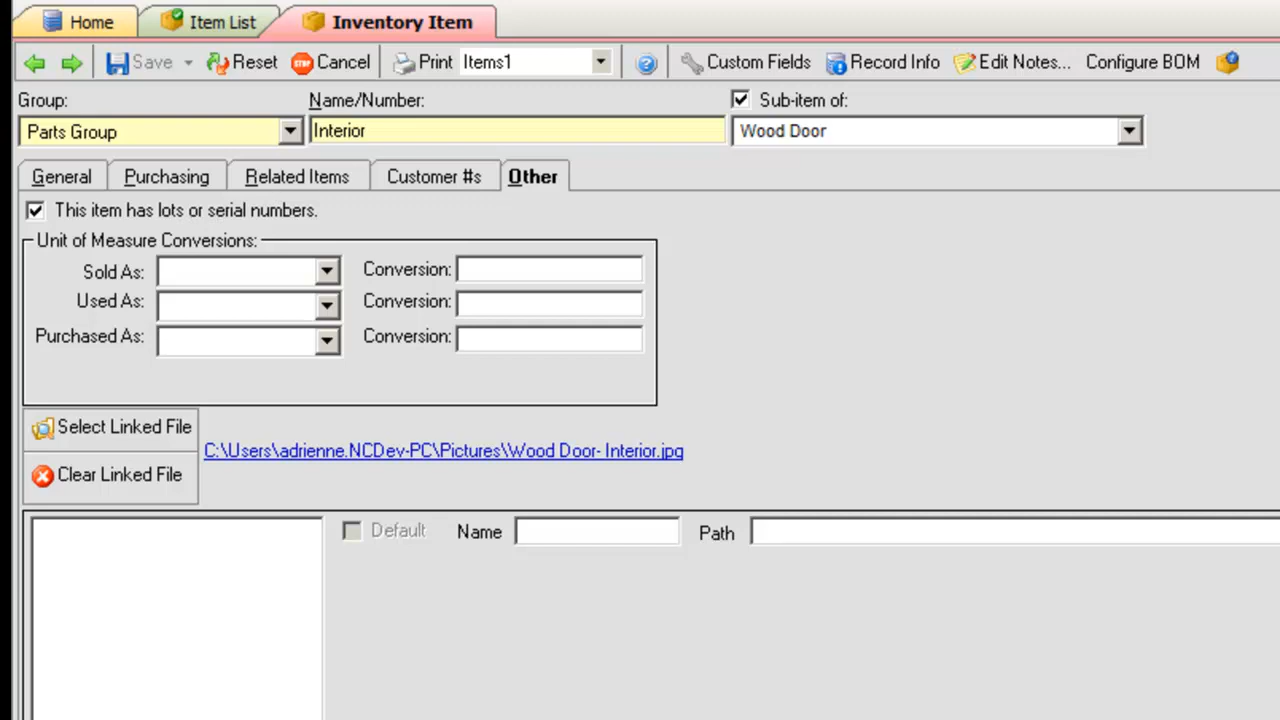 Home Item List Inventory Item
Save Reset Cancel Print Items1 Custom Fields Record Info Edit Notes... Configure BOM
Group: Name/Number: Sub-item of:
Parts Group Interior Wood Door
General Purchasing Related Items Customer #s Other
This item has lots or serial numbers.
Unit of Measure Conversions:
Sold As: Conversion:
Used As: Conversion:
Purchased As: Conversion:
Select Linked File
C:\Users\adrienne.NCDev-PC\Pictures\Wood Door- Interior.jpg
Clear Linked File
Default Name Path